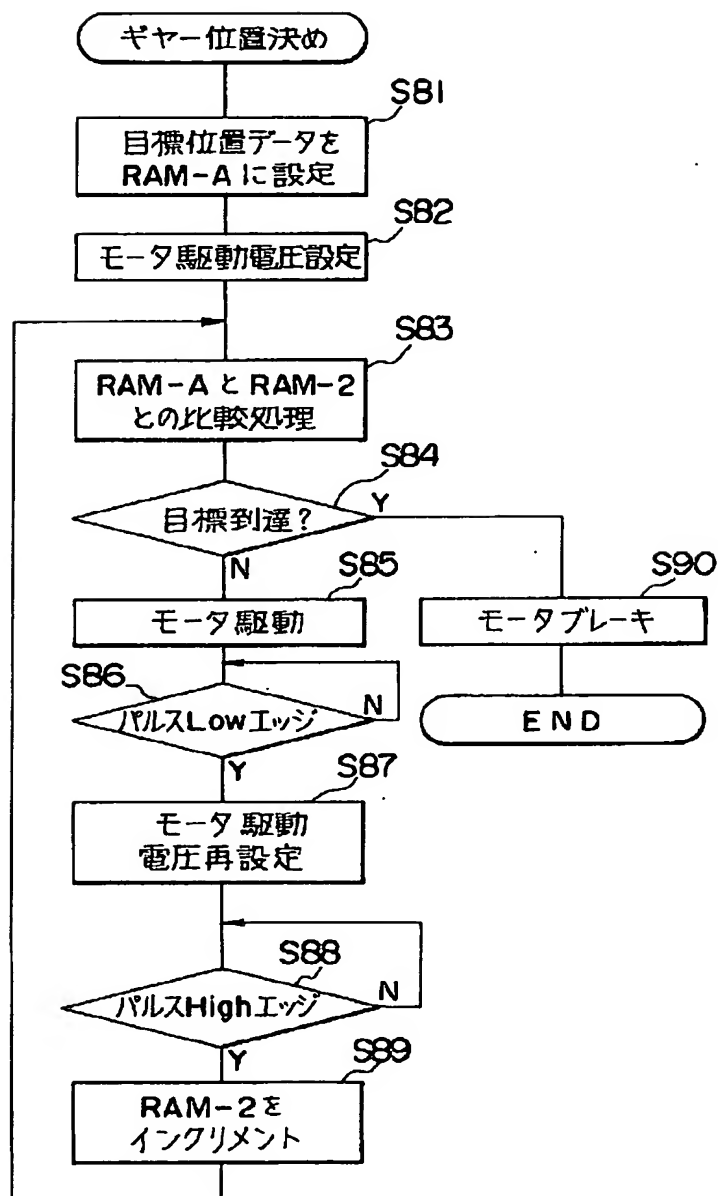 ギヤー位置決め
S81
目標位置データを
RAM-Aに設定
S82
モータ駆動電圧設定
S83
RAM-AとRAM-2
との比較処理
S84
目標到達?
Y
N
S85
モータ駆動
S90
モータブレーキ
S86
パルスLowエッジ
N
Y
END
S87
モータ駆動
電圧再設定
S88
パルスHighエッジ
N
Y
S89
RAM-2を
インクリメント